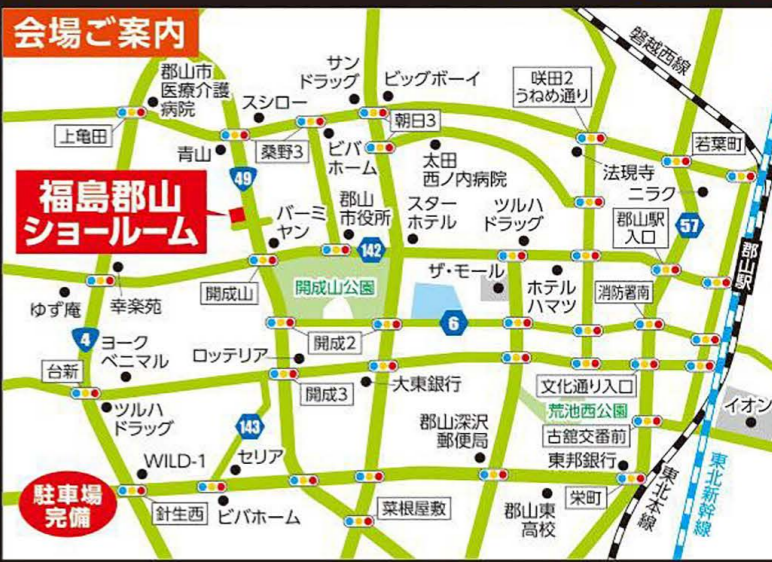 会場ご案内
郡山市
医療介護
病院
スシロー
サン
ドラッグ
ビッグボーイ
咲田2
うねめ通り
磐越西線
上亀田
青山
桑野3
ビバ
ホーム
朝日3
太田
西ノ内病院
法現寺
若葉町
ニラク
49
福島郡山
ショールーム
バーミ
ヤン
郡山
市役所
スター
ホテル
ツルハ
ドラッグ
郡山駅
入口
57
郡山駅
142
開成山
開成山公園
ザ・モール
ホテル
ハマツ
消防署南
ゆず庵
幸楽苑
4
ヨーク
ベニマル
ロッテリア
開成2
6
台新
開成3
大東銀行
文化通り入口
荒池西公園
イオン
ツルハ
ドラッグ
143
郡山深沢
郵便局
古舘交番前
WILD-1
セリア
東邦銀行
駐車場
完備
針生西
ビバホーム
菜根屋敷
郡山東
高校
栄町
東北本線
東北新幹線